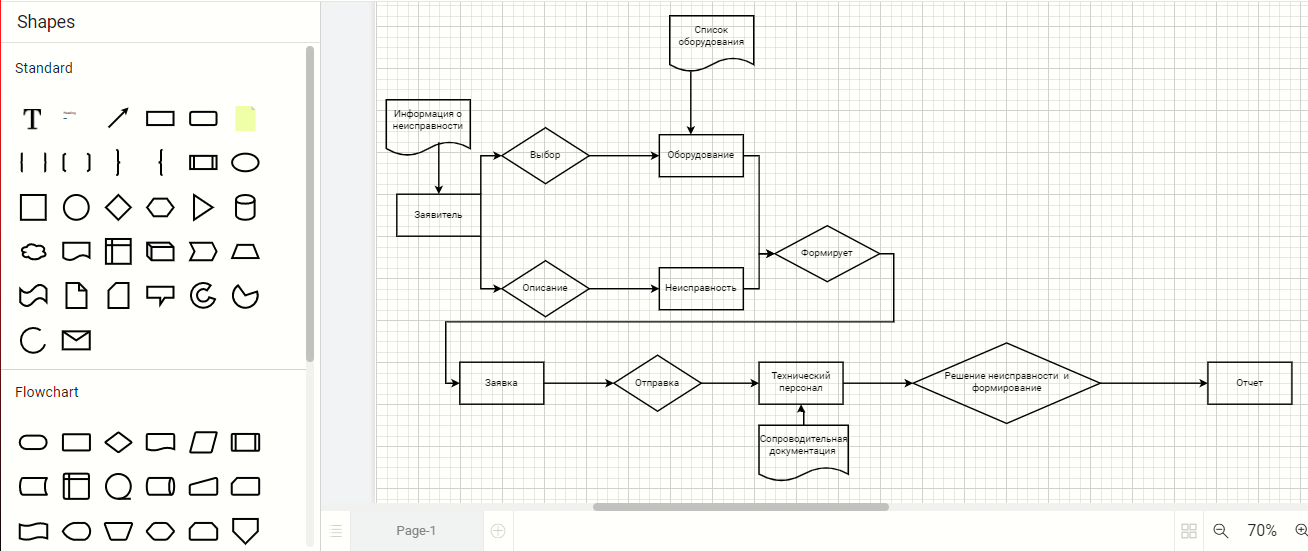 Shapes
Standard
T
Flowchart
Список
оборудования
Информация о
неисправности
Выбор
Оборудование
Заявитель
Формирует
Описание
Неисправность
Заявка
Отправка
Технический
персонал
Решение неисправности и
формирование
Отчет
Сопроводительная
документация
Page-1
70%